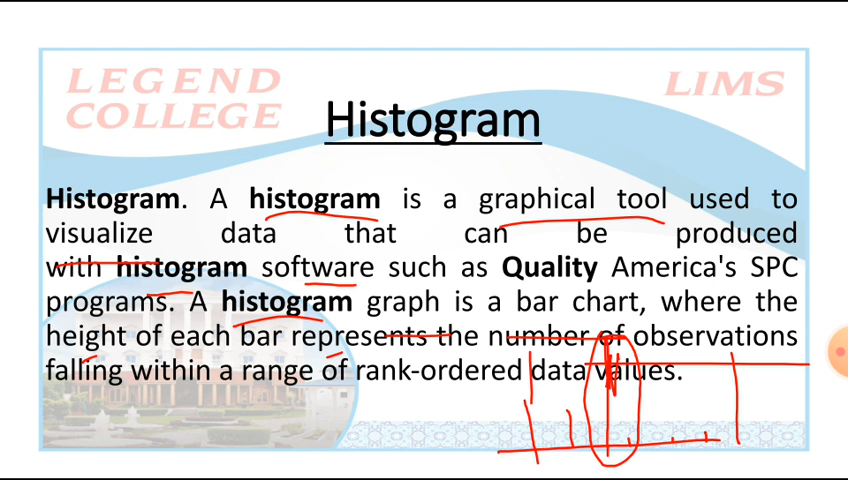 LEGEND
COLLEGE
LIMS
Histogram
Histogram. A histogram is a graphical tool used to
visualize data that can be produced
with histogram software such as Quality America's SPC
programs. A histogram graph is a bar chart, where the
height of each bar represents the number of observations
falling within a range of rank-ordered data values.